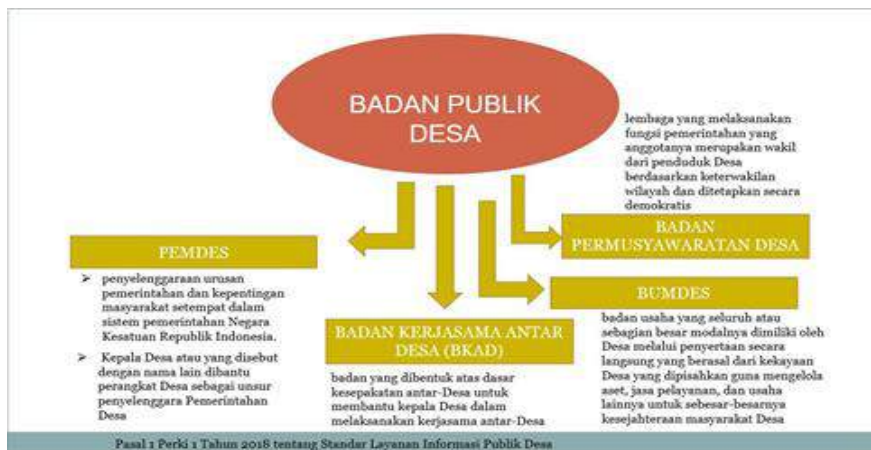 BADAN PUBLIK
DESA
lembaga yang melaksanakan
fungsi pemerintahan yang
anggotanya merupakan wakil
dari penduduk Desa
berdasarkan keterwakilan
wilayah dan ditetapkan secara
demokratis
BADAN
PERMUSYAWARATAN DESA
PEMDES
➤ penyelenggaraan urusan
pemerintahan dan kepentingan
masyarakat setempat dalam
sistem pemerintahan Negara
Kesatuan Republik Indonesia.
➤ Kepala Desa atau yang disebut
dengan nama lain dibantu
perangkat Desa sebagai unsur
penyelenggara Pemerintahan
Desa
BADAN KERJASAMA ANTAR
DESA (BKAD)
badan yang dibentuk atas dasar
kesepakatan antar-Desa untuk
membantu kepala Desa dalam
melaksanakan kerjasama antar-Desa
BUMDES
badan usaha yang seluruh atau
sebagian besar modalnya dimiliki oleh
Desa melalui penyertaan secara
langsung yang berasal dari kekayaan
Desa yang dipisahkan guna mengelola
aset, jasa pelayanan, dan usaha
lainnya untuk sebesar-besarnya
kesejahteraan masyarakat Desa
Pasal 1 Perki 1 Tahun 2018 tentang Standar Layanan Informasi Publik Desa